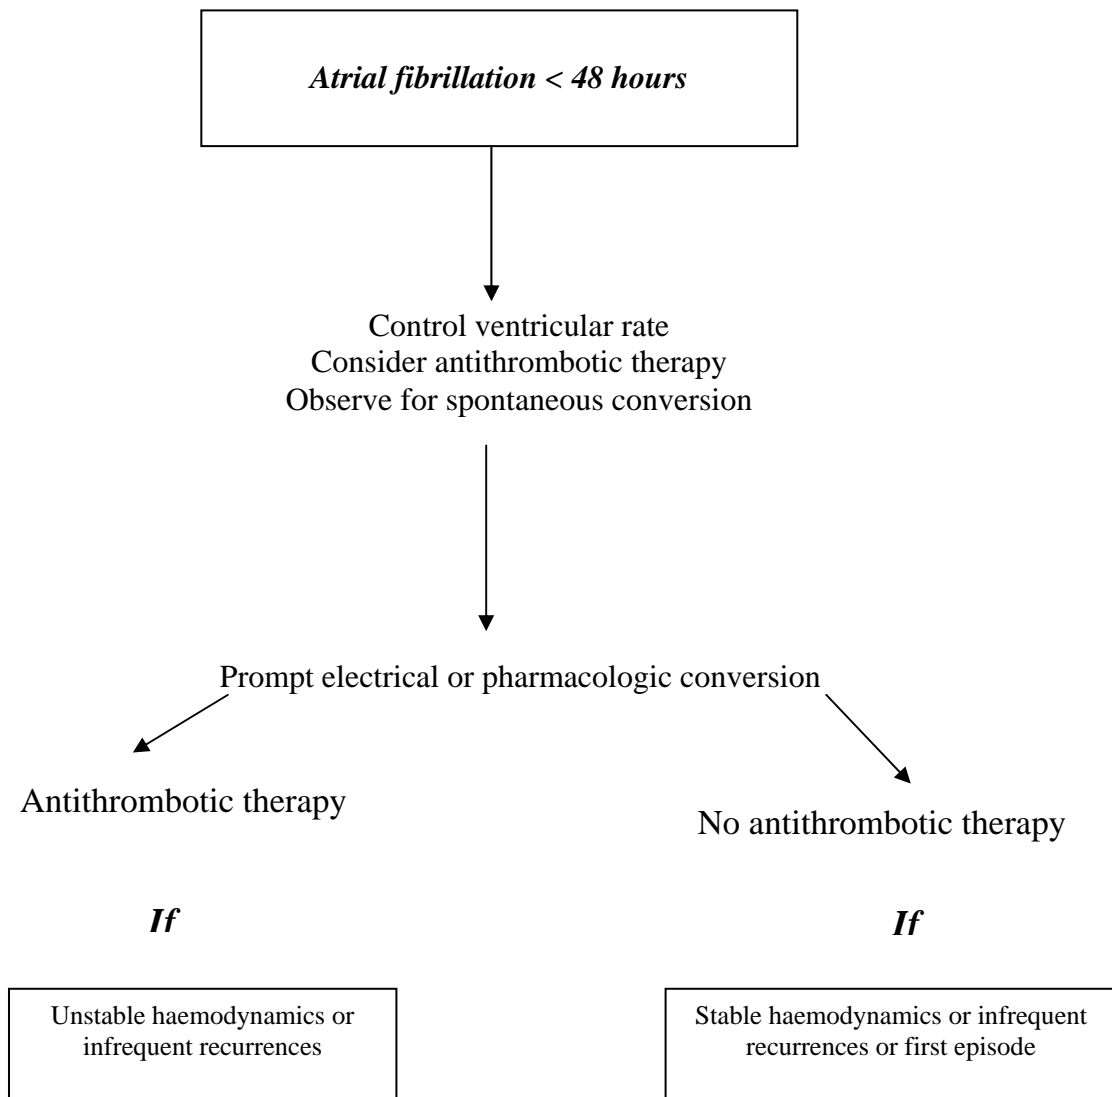 Atrial fibrillation < 48 hours
Control ventricular rate
Consider antithrombotic therapy
Observe for spontaneous conversion
Prompt electrical or pharmacologic conversion
Antithrombotic therapy
No antithrombotic therapy
If
If
Unstable haemodynamics or
infrequent recurrences
Stable haemodynamics or infrequent
recurrences or first episode